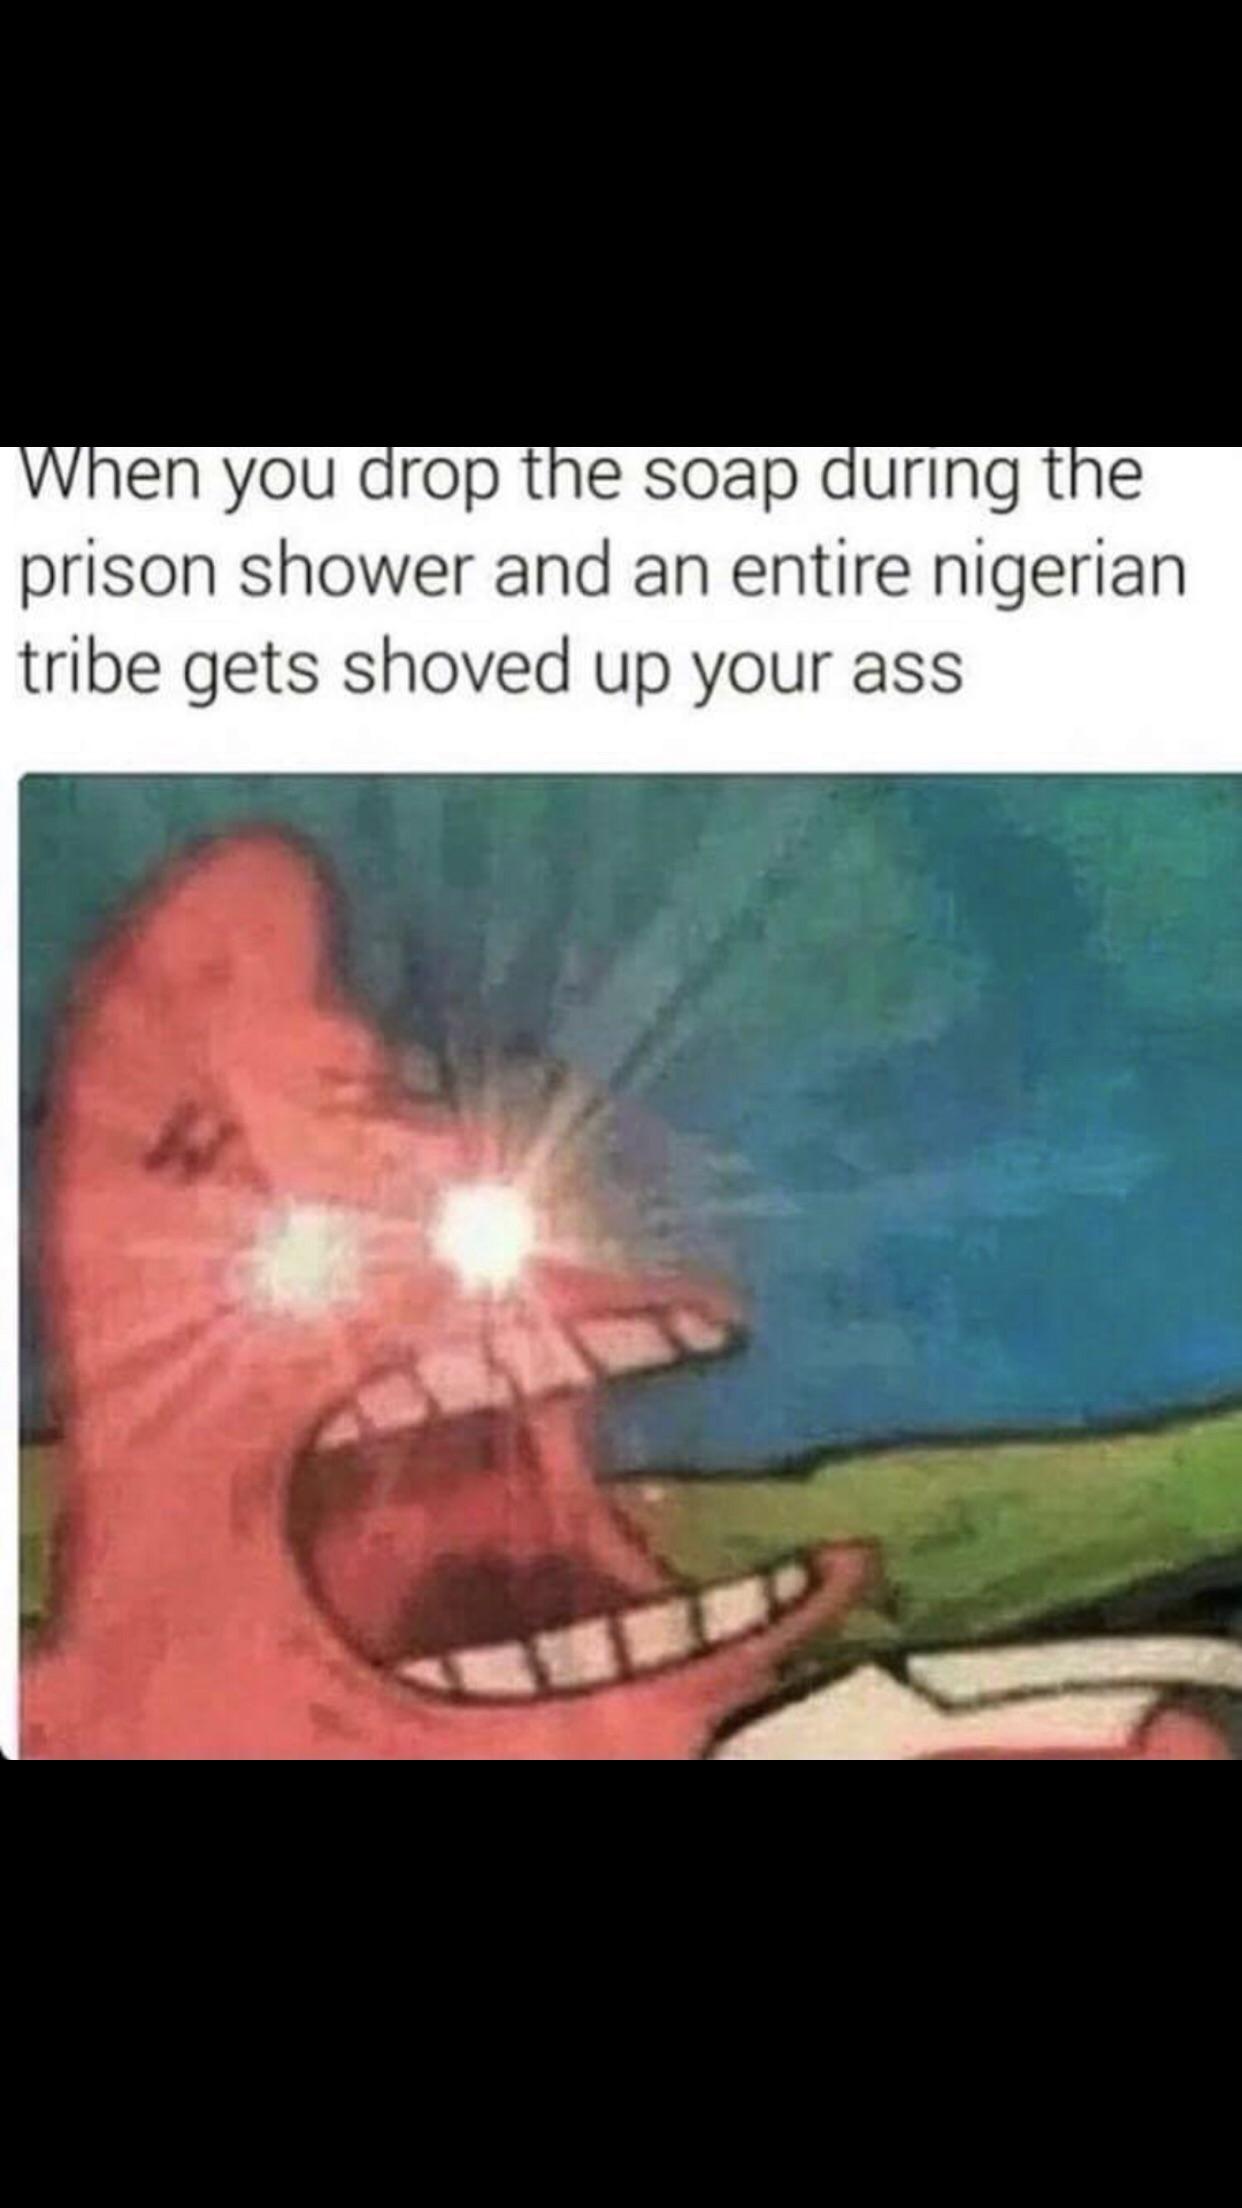 When you drop the soap during the
prison shower and an entire nigerian
tribe gets shoved up your ass